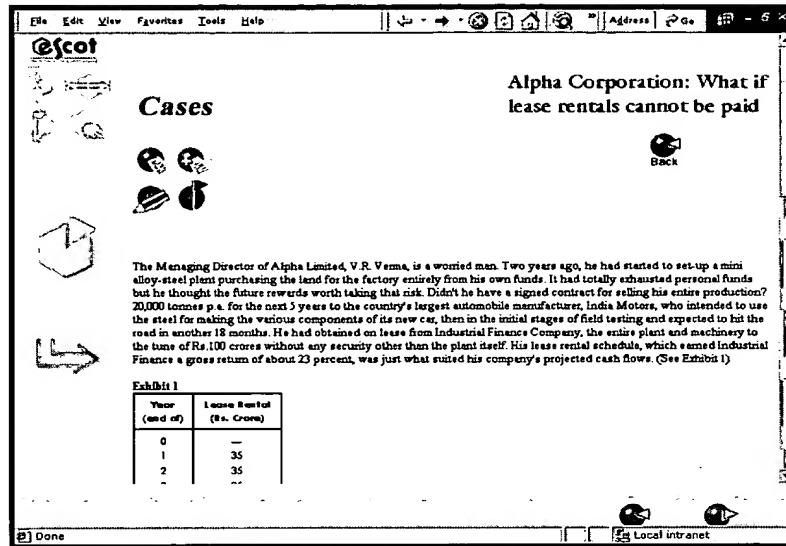 File Edit View Favorites Tools Help
Address Go
escot
Alpha Corporation: What if
lease rentals cannot be paid
Cases
Back
The Managing Director of Alpha Limited, V.R. Verma, is a worried man. Two years ago, he had started to set-up a mini
alloy-steel plant purchasing the land for the factory entirely from his own funds. It had totally exhausted personal funds
but he thought the future rewards worth taking that risk. Didn't he have a signed contract for selling his entire production?
20,000 tonnes p.a. for the next 5 years to the country's largest automobile manufacturer, India Motors, who intended to use
the steel for making the various components of its new car, then in the initial stages of field testing and expected to hit the
road in another 18 months. He had obtained on lease from Industrial Finance Company, the entire plant and machinery to
the tune of Rs.100 crores without any security other than the plant itself. His lease rental schedule, which earned Industrial
Finance a gross return of about 23 percent, was just what suited his company's projected cash flows. (See Exhibit 1)
Exhibit 1
Year Lease Rental
(end of) (Rs. Crore)
0 —
1 35
2 35
Done
Local intranet